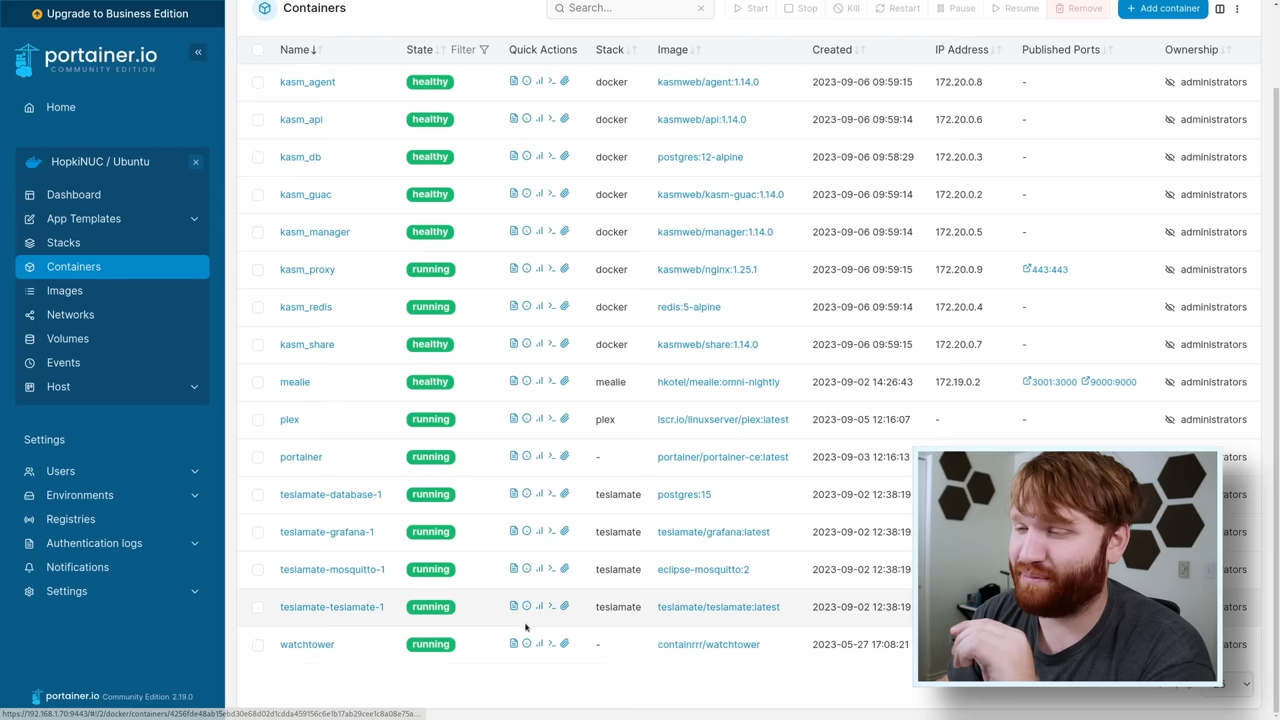 Upgrade to Business Edition
portainer.io
COMMUNITY EDITION
Home
HopkiNUC / Ubuntu
Dashboard
App Templates
Stacks
Containers
Images
Networks
Volumes
Events
Host
Settings
Users
Environments
Registries
Authentication logs
Notifications
Settings
portainer.io Community Edition 2.19.0
Containers
Search...
Start
Stop
Kill
Restart
Pause
Resume
Remove
+ Add container
Name State Filter Quick Actions Stack Image Created IP Address Published Ports Ownership
kasm_agent healthy docker kasmweb/agent:1.14.0 2023-09-06 09:59:15 172.20.0.8 - administrators
kasm_api healthy docker kasmweb/api:1.14.0 2023-09-06 09:59:14 172.20.0.6 - administrators
kasm_db healthy docker postgres:12-alpine 2023-09-06 09:58:29 172.20.0.3 - administrators
kasm_guac healthy docker kasmweb/kasm-guac:1.14.0 2023-09-06 09:59:14 172.20.0.2 - administrators
kasm_manager healthy docker kasmweb/manager:1.14.0 2023-09-06 09:59:14 172.20.0.5 - administrators
kasm_proxy running docker kasmweb/nginx:1.25.1 2023-09-06 09:59:15 172.20.0.9 443:443 administrators
kasm_redis running docker redis:5-alpine 2023-09-06 09:59:14 172.20.0.4 - administrators
kasm_share healthy docker kasmweb/share:1.14.0 2023-09-06 09:59:15 172.20.0.7 - administrators
mealie healthy mealie hkotel/mealie:omni-nightly 2023-09-02 14:26:43 172.19.0.2 3001:3000 9000:9000 administrators
plex running plex lscr.io/linuxserver/plex:latest 2023-09-05 12:16:07 - - administrators
portainer running - portainer/portainer-ce:latest 2023-09-03 12:16:13
teslamate-database-1 running teslamate postgres:15 2023-09-02 12:38:19 ators
teslamate-grafana-1 running teslamate teslamate/grafana:latest 2023-09-02 12:38:19 ators
teslamate-mosquitto-1 running teslamate eclipse-mosquitto:2 2023-09-02 12:38:19 ators
teslamate-teslamate-1 running teslamate teslamate/teslamate:latest 2023-09-02 12:38:19 ators
watchtower running - containrrr/watchtower 2023-05-27 17:08:21 ators